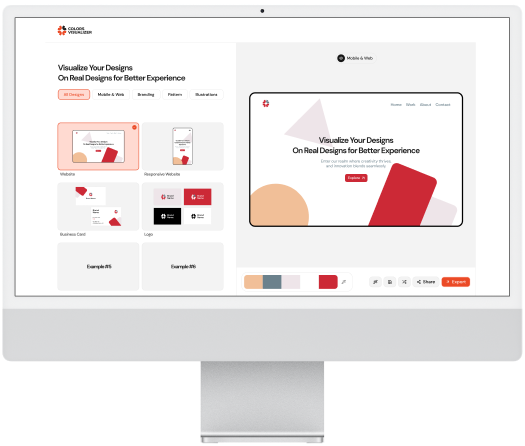 COLORS
VISUALIZER
Visualize Your Designs
On Real Designs for Better Experience
All Designs
Mobile & Web
Branding
Pattern
Illustrations
Website
Responsive Website
Business Card
Logo
Example #5
Example #6
Mobile & Web
Home Work About Contact
Visualize Your Designs
On Real Designs for Better Experience
Enter our realm where creativity thrives,
and innovation blends seamlessly.
Explore
Share
Export